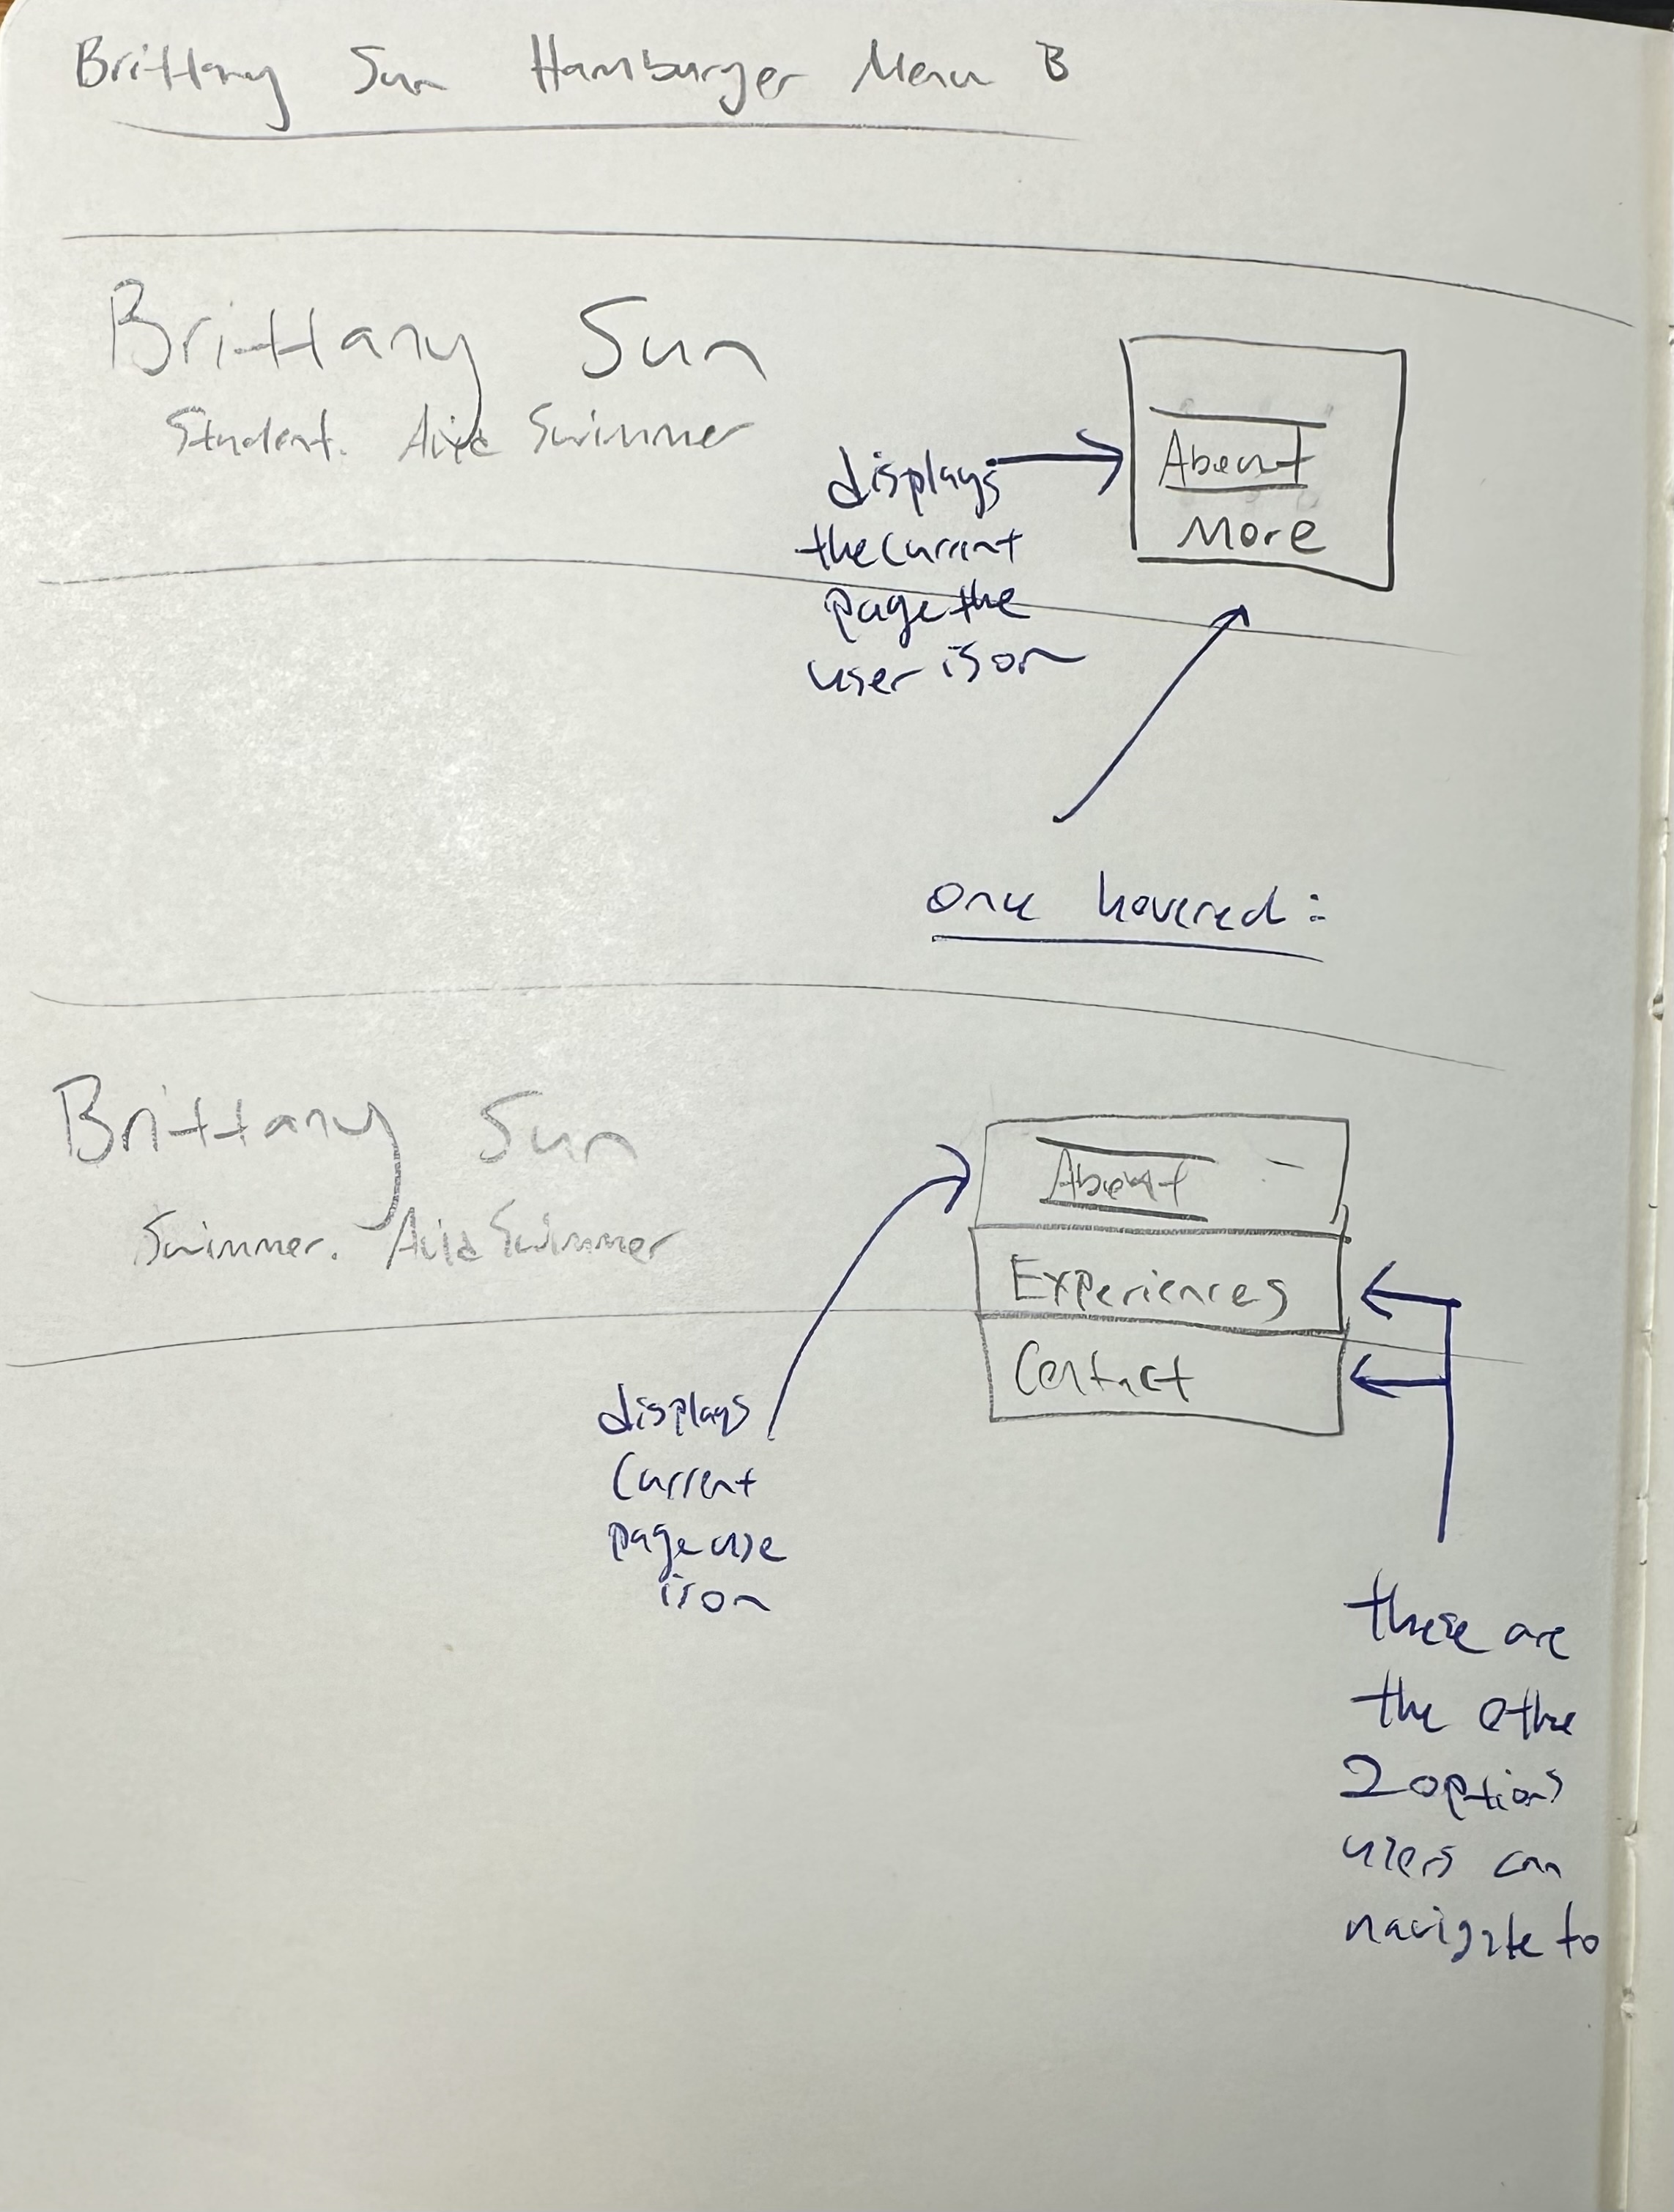 Brittany Sun Hamburger Menu B
Brittany Sun
Student. Avid Swimmer
About
More
displays
the current
page the
user is on
once hovered:
Brittany Sun
Swimmer. Avid Swimmer
About
Experiences
Contact
displays
current
page use
is on
these are
the othe
2 options
users can
navigate to